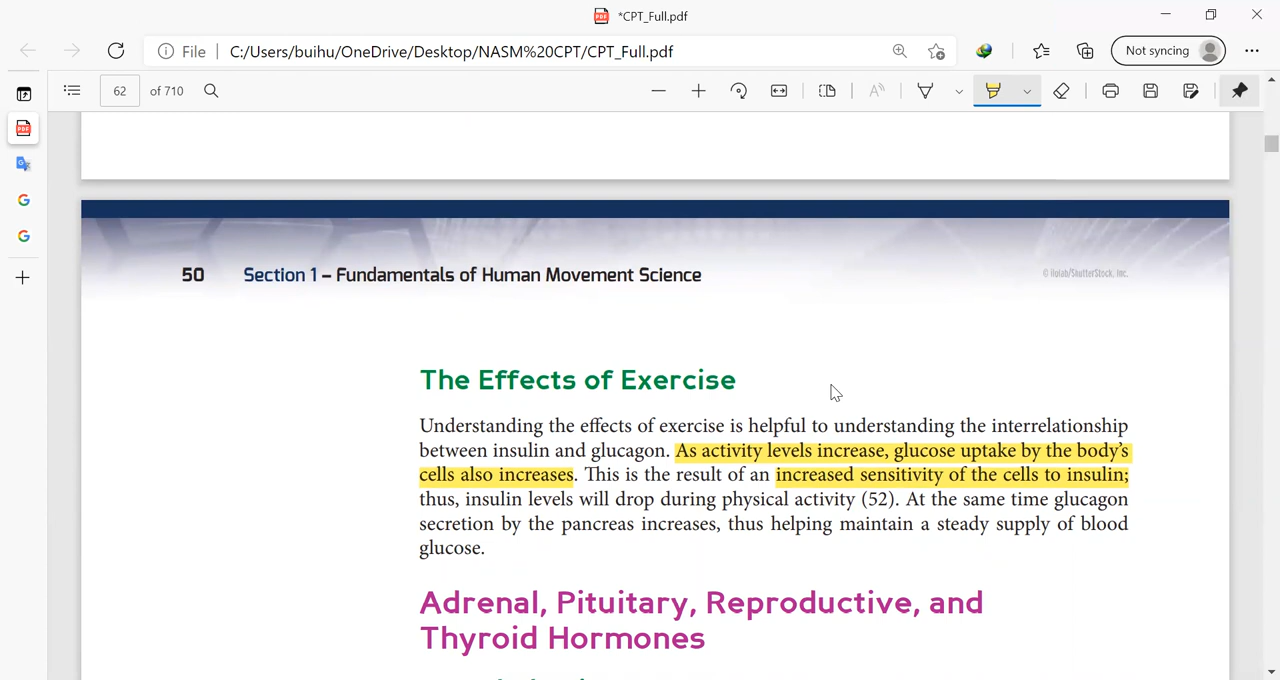 *CPT_Full.pdf
File
C:/Users/buihu/OneDrive/Desktop/NASM%20CPT/CPT_Full.pdf
Not syncing
62 of 710
50 Section 1 – Fundamentals of Human Movement Science
© ilolab/ShutterStock, Inc.
The Effects of Exercise
Understanding the effects of exercise is helpful to understanding the interrelationship
between insulin and glucagon. As activity levels increase, glucose uptake by the body’s
cells also increases. This is the result of an increased sensitivity of the cells to insulin;
thus, insulin levels will drop during physical activity (52). At the same time glucagon
secretion by the pancreas increases, thus helping maintain a steady supply of blood
glucose.
Adrenal, Pituitary, Reproductive, and
Thyroid Hormones